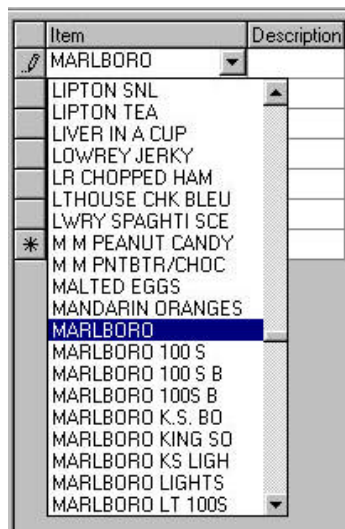 Item Description
MARLBORO
LIPTON SNL
LIPTON TEA
LIVER IN A CUP
LOWREY JERKY
LR CHOPPED HAM
LTHOUSE CHK BLEU
LWRY SPAGHTI SCE
M M PEANUT CANDY
M M PNTBTR/CHOC
MALTED EGGS
MANDARIN ORANGES
MARLBORO
MARLBORO 100 S
MARLBORO 100 S B
MARLBORO 100S B
MARLBORO K.S. BO
MARLBORO KING SO
MARLBORO KS LIGH
MARLBORO LIGHTS
MARLBORO LT 100S